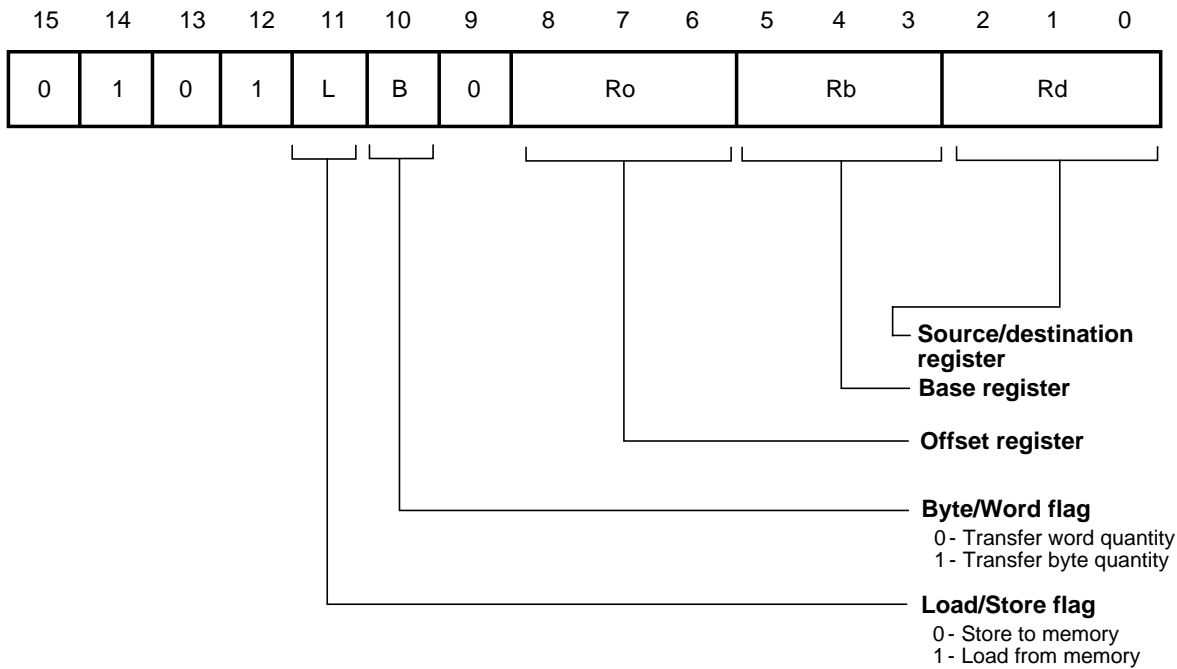 15 14 13 12 11 10 9 8 7 6 5 4 3 2 1 0
0 1 0 1 L B 0 Ro Rb Rd
Source/destination
register
Base register
Offset register
Byte/Word flag
0 - Transfer word quantity
1 - Transfer byte quantity
Load/Store flag
0 - Store to memory
1 - Load from memory